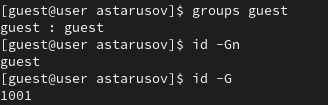 [guest@user astarusov]$ groups guest
guest : guest
[guest@user astarusov]$ id -Gn
guest
[guest@user astarusov]$ id -G
1001